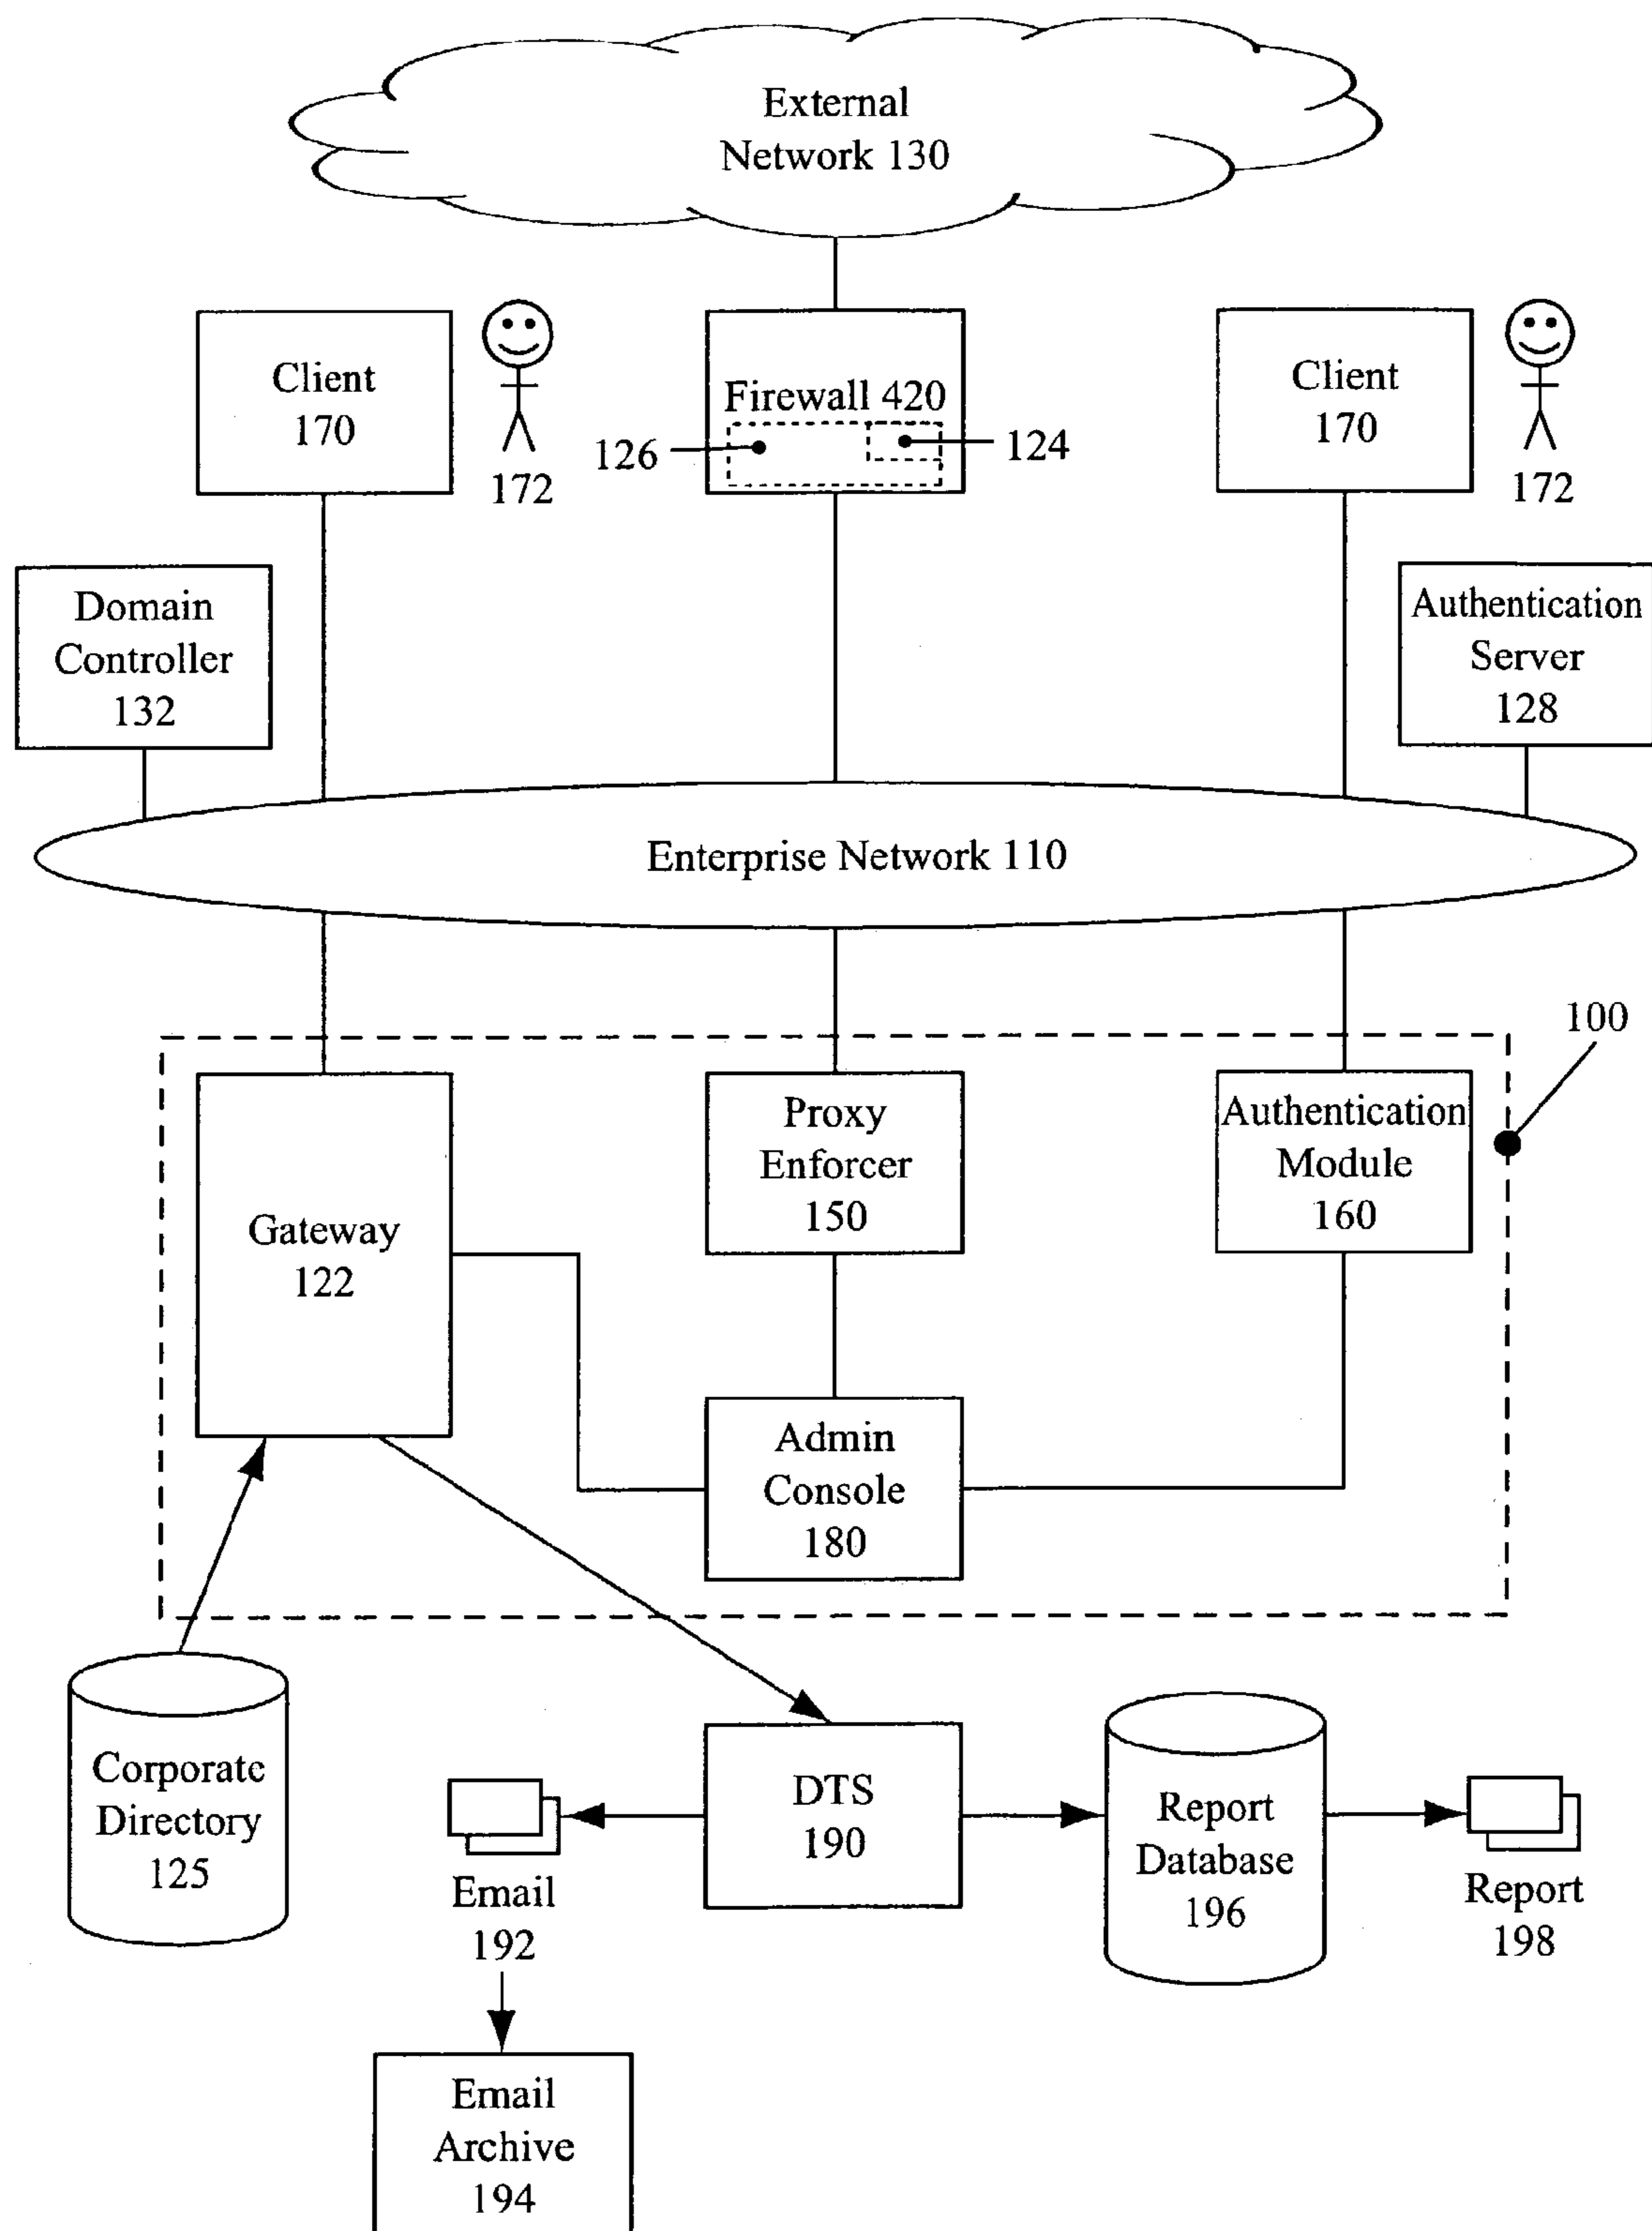 External
Network 130
Client
170
172
Firewall 420
126
124
Client
170
172
Domain
Controller
132
Authentication
Server
128
Enterprise Network 110
100
Gateway
122
Proxy
Enforcer
150
Authentication
Module
160
Admin
Console
180
Corporate
Directory
125
Email
192
DTS
190
Report
Database
196
Report
198
Email
Archive
194